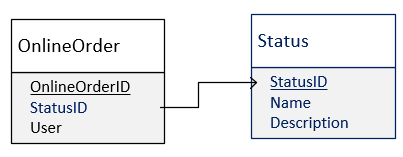 OnlineOrder
OnlineOrderID
StatusID
User
Status
StatusID
Name
Description